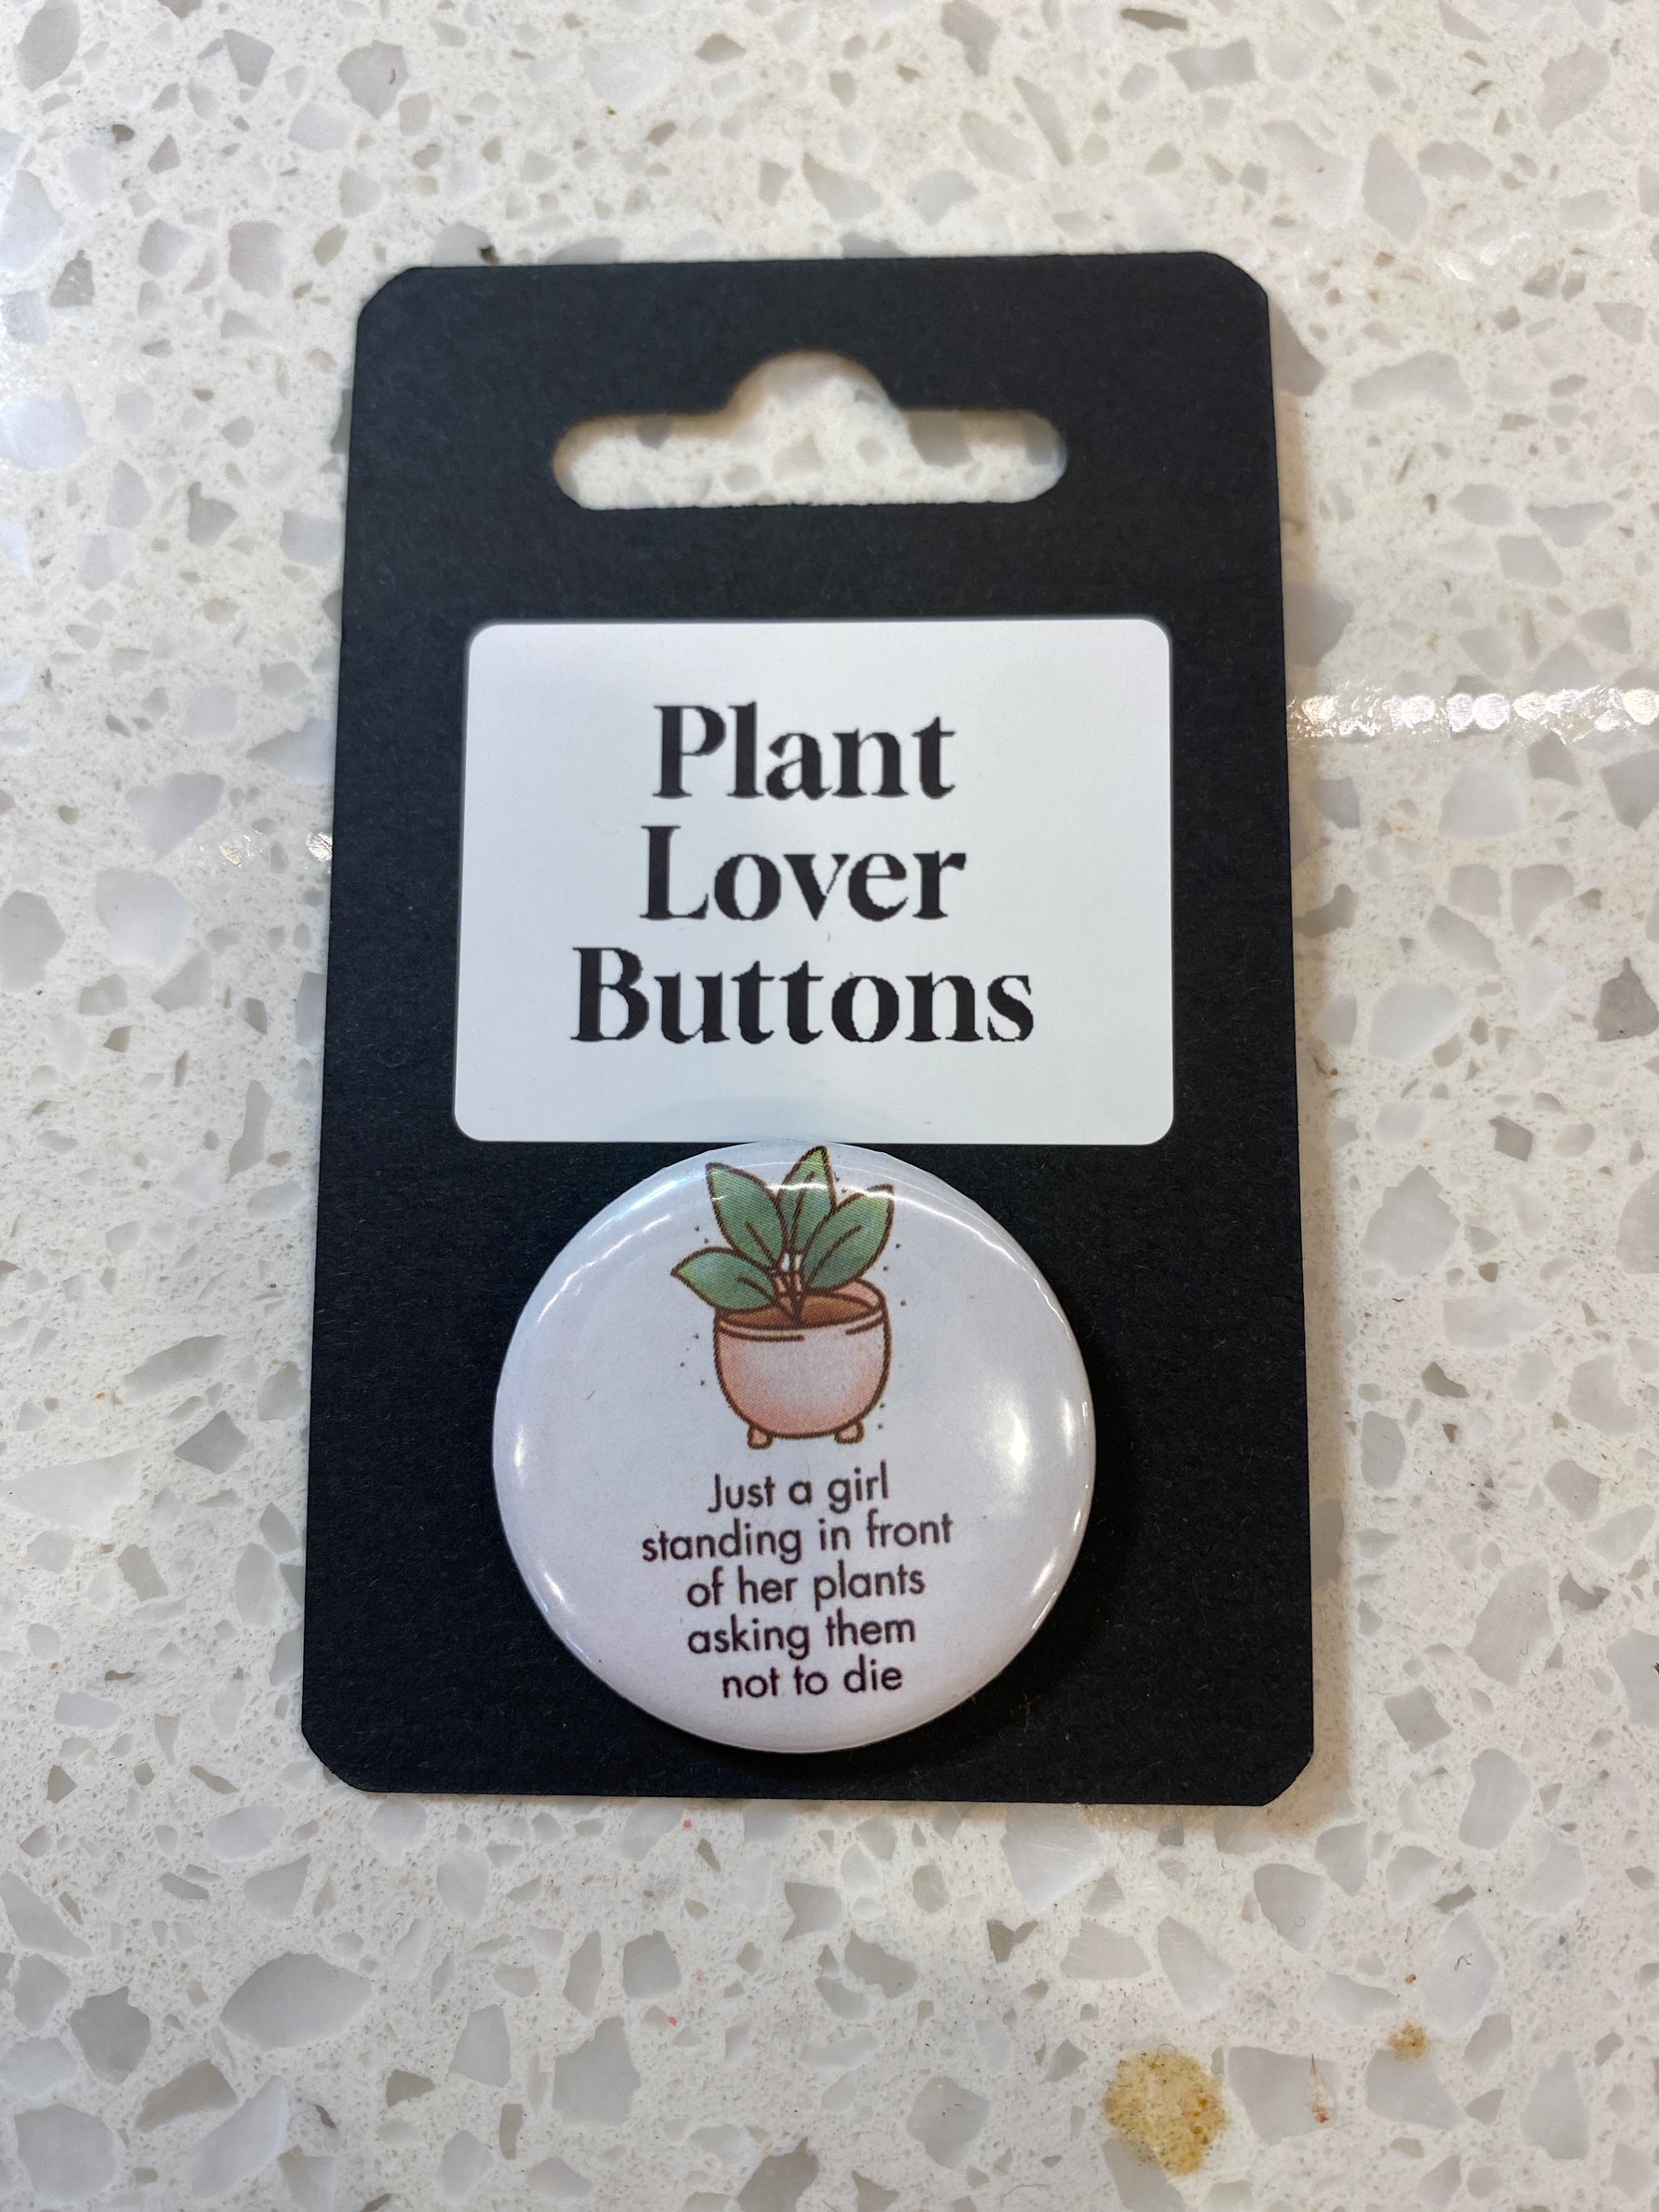 Plant
Lover
Buttons
Just a girl
standing in front
of her plants
asking them
not to die